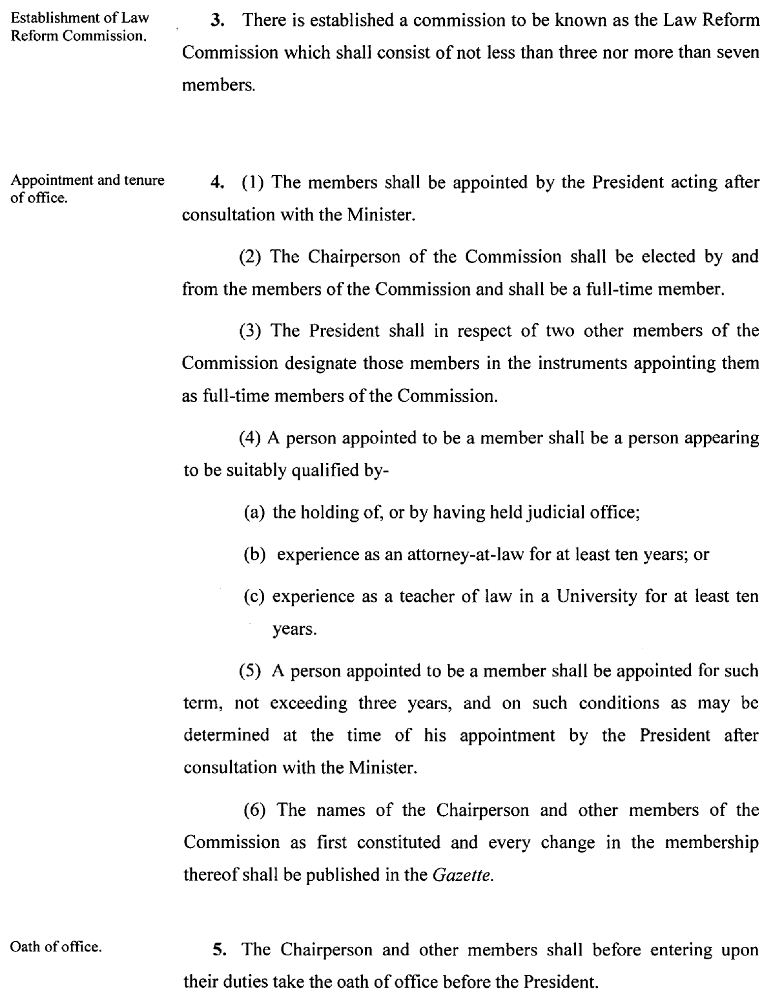 Establishment of Law
Reform Commission.
3. There is established a commission to be known as the Law Reform
Commission which shall consist of not less than three nor more than seven
members.
Appointment and tenure
of office.
4. (1) The members shall be appointed by the President acting after
consultation with the Minister.
(2) The Chairperson of the Commission shall be elected by and
from the members of the Commission and shall be a full-time member.
(3) The President shall in respect of two other members of the
Commission designate those members in the instruments appointing them
as full-time members of the Commission.
(4) A person appointed to be a member shall be a person appearing
to be suitably qualified by-
(a) the holding of, or by having held judicial office;
(b) experience as an attorney-at-law for at least ten years; or
(c) experience as a teacher of law in a University for at least ten
years.
(5) A person appointed to be a member shall be appointed for such
term, not exceeding three years, and on such conditions as may be
determined at the time of his appointment by the President after
consultation with the Minister.
(6) The names of the Chairperson and other members of the
Commission as first constituted and every change in the membership
thereof shall be published in the Gazette.
Oath of office.
5. The Chairperson and other members shall before entering upon
their duties take the oath of office before the President.